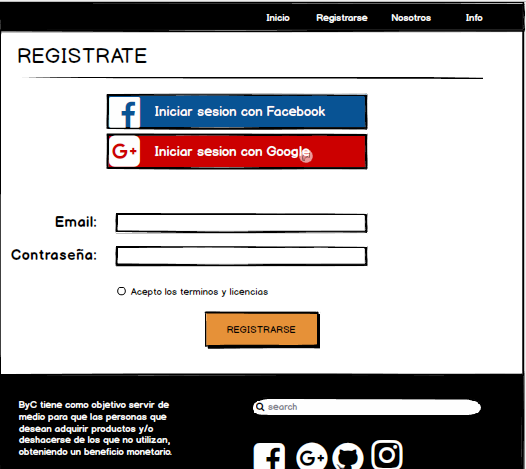 Inicio Registrarse Nosotros Info
REGISTRATE
Iniciar sesion con Facebook
G+ Iniciar sesion con Google
Email:
Contraseña:
Acepto los terminos y licencias
REGISTRARSE
ByC tiene como objetivo servir de
medio para que las personas que
desean adquirir productos y/o
deshacerse de los que no utilizan,
obteniendo un beneficio monetario.
search
G+